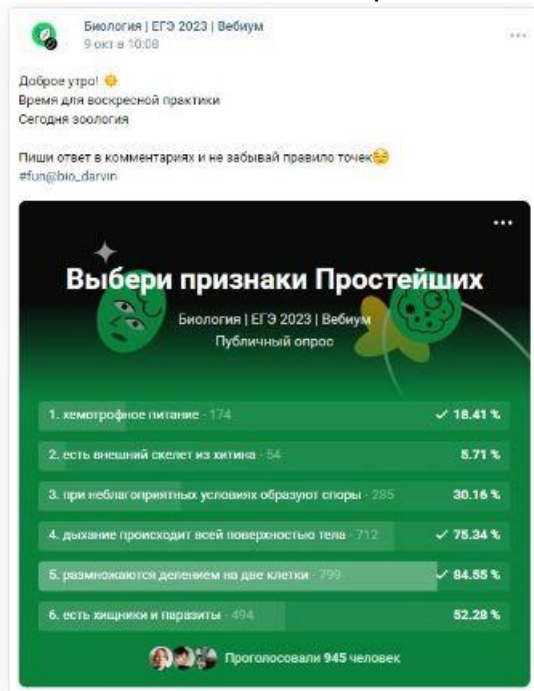 Биология | ЕГЭ 2023 | Вебиум
9 окт в 10:08
Доброе утро!
Время для воскресной практики
Сегодня зоология
Пиши ответ в комментариях и не забывай правило точек
#fun@bio_darvin
Выбери признаки Простейших
Биология | ЕГЭ 2023 | Вебиум
Публичный опрос
1. хемотрофное питание · 174 ✓ 18.41 %
2. есть внешний скелет из хитина · 54 5.71 %
3. при неблагоприятных условиях образуют споры · 285 30.16 %
4. дыхание происходит всей поверхностью тела · 712 ✓ 75.34 %
5. размножаются делением на две клетки · 799 ✓ 84.55 %
6. есть хищники и паразиты · 494 52.28 %
Проголосовали 945 человек